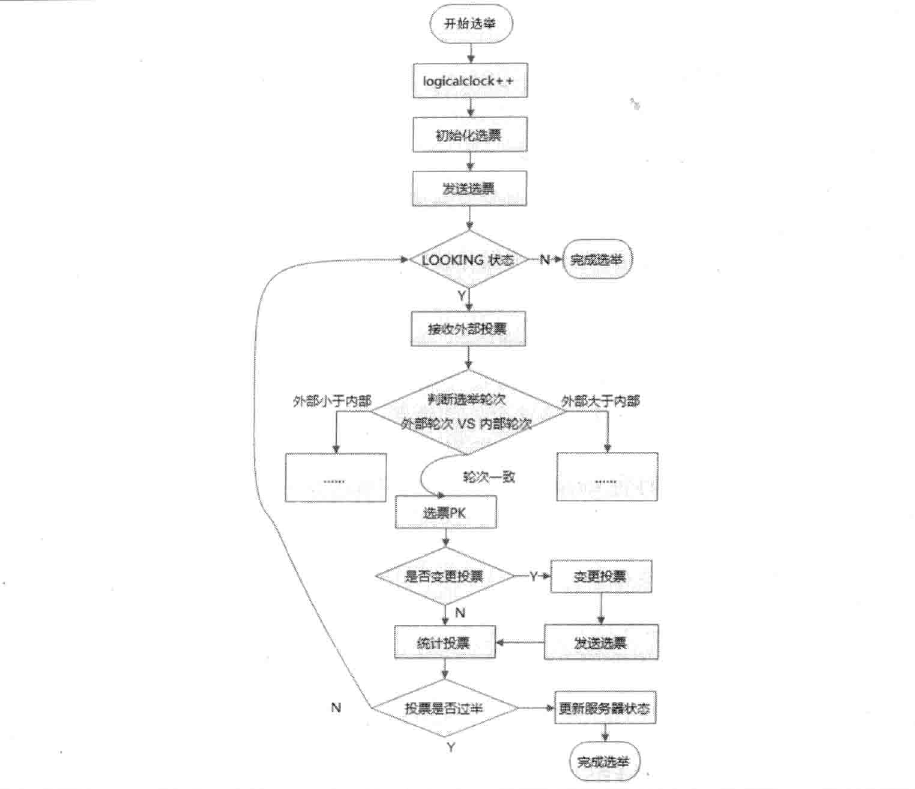 开始选举
logicalclock++
初始化选票
发送选票
LOOKING 状态
N
完成选举
Y
接收外部投票
外部小于内部
判断选举轮次
外部轮次 VS 内部轮次
外部大于内部
......
......
轮次一致
选票PK
是否变更投票
Y
变更投票
N
统计投票
发送选票
N
投票是否过半
更新服务器状态
Y
完成选举